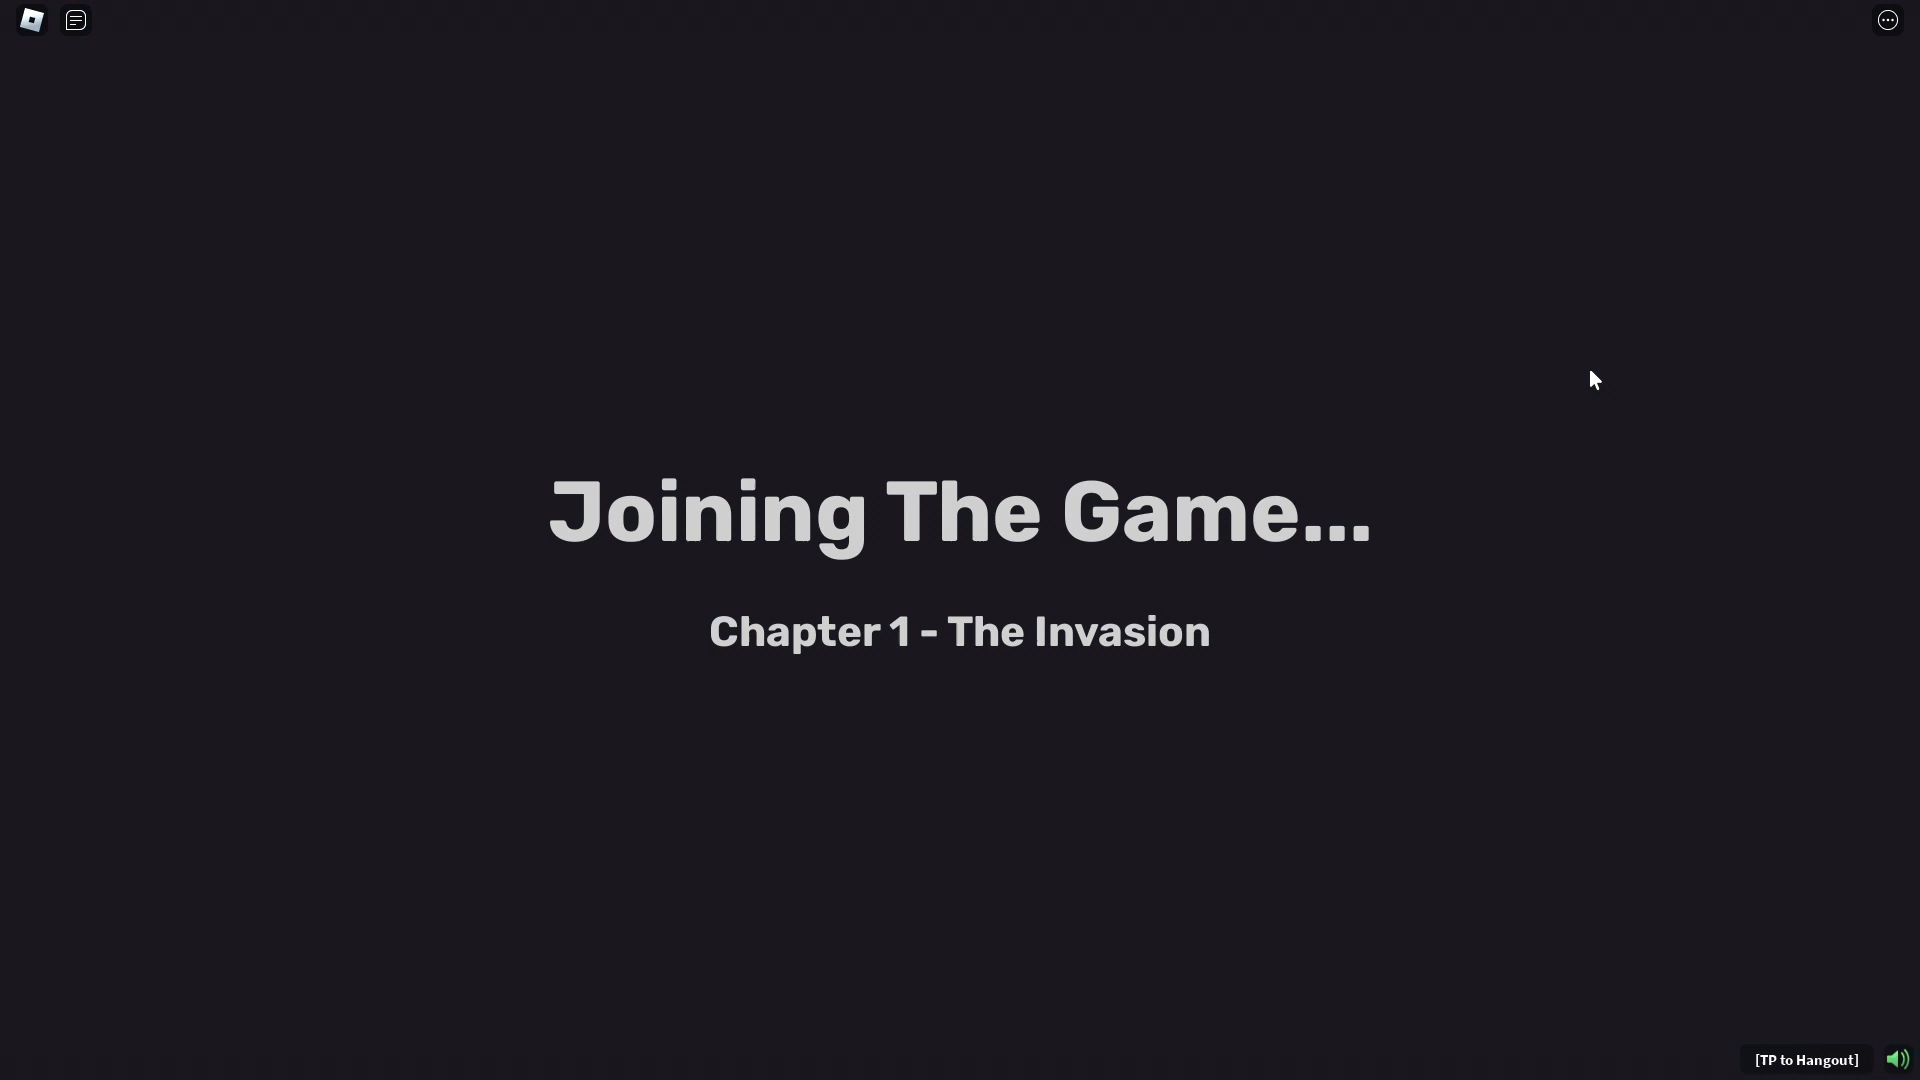 Joining The Game...
Chapter 1 - The Invasion
[TP to Hangout]